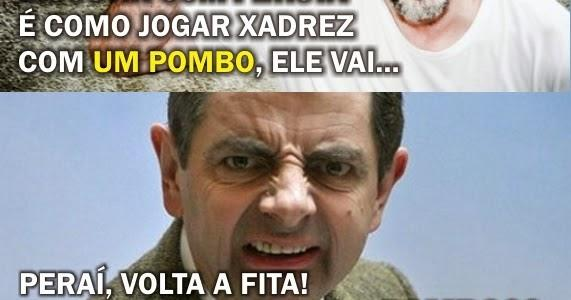 É COMO JOGAR XADREZ
COM UM POMBO, ELE VAI...
PERAÍ, VOLTA A FITA!